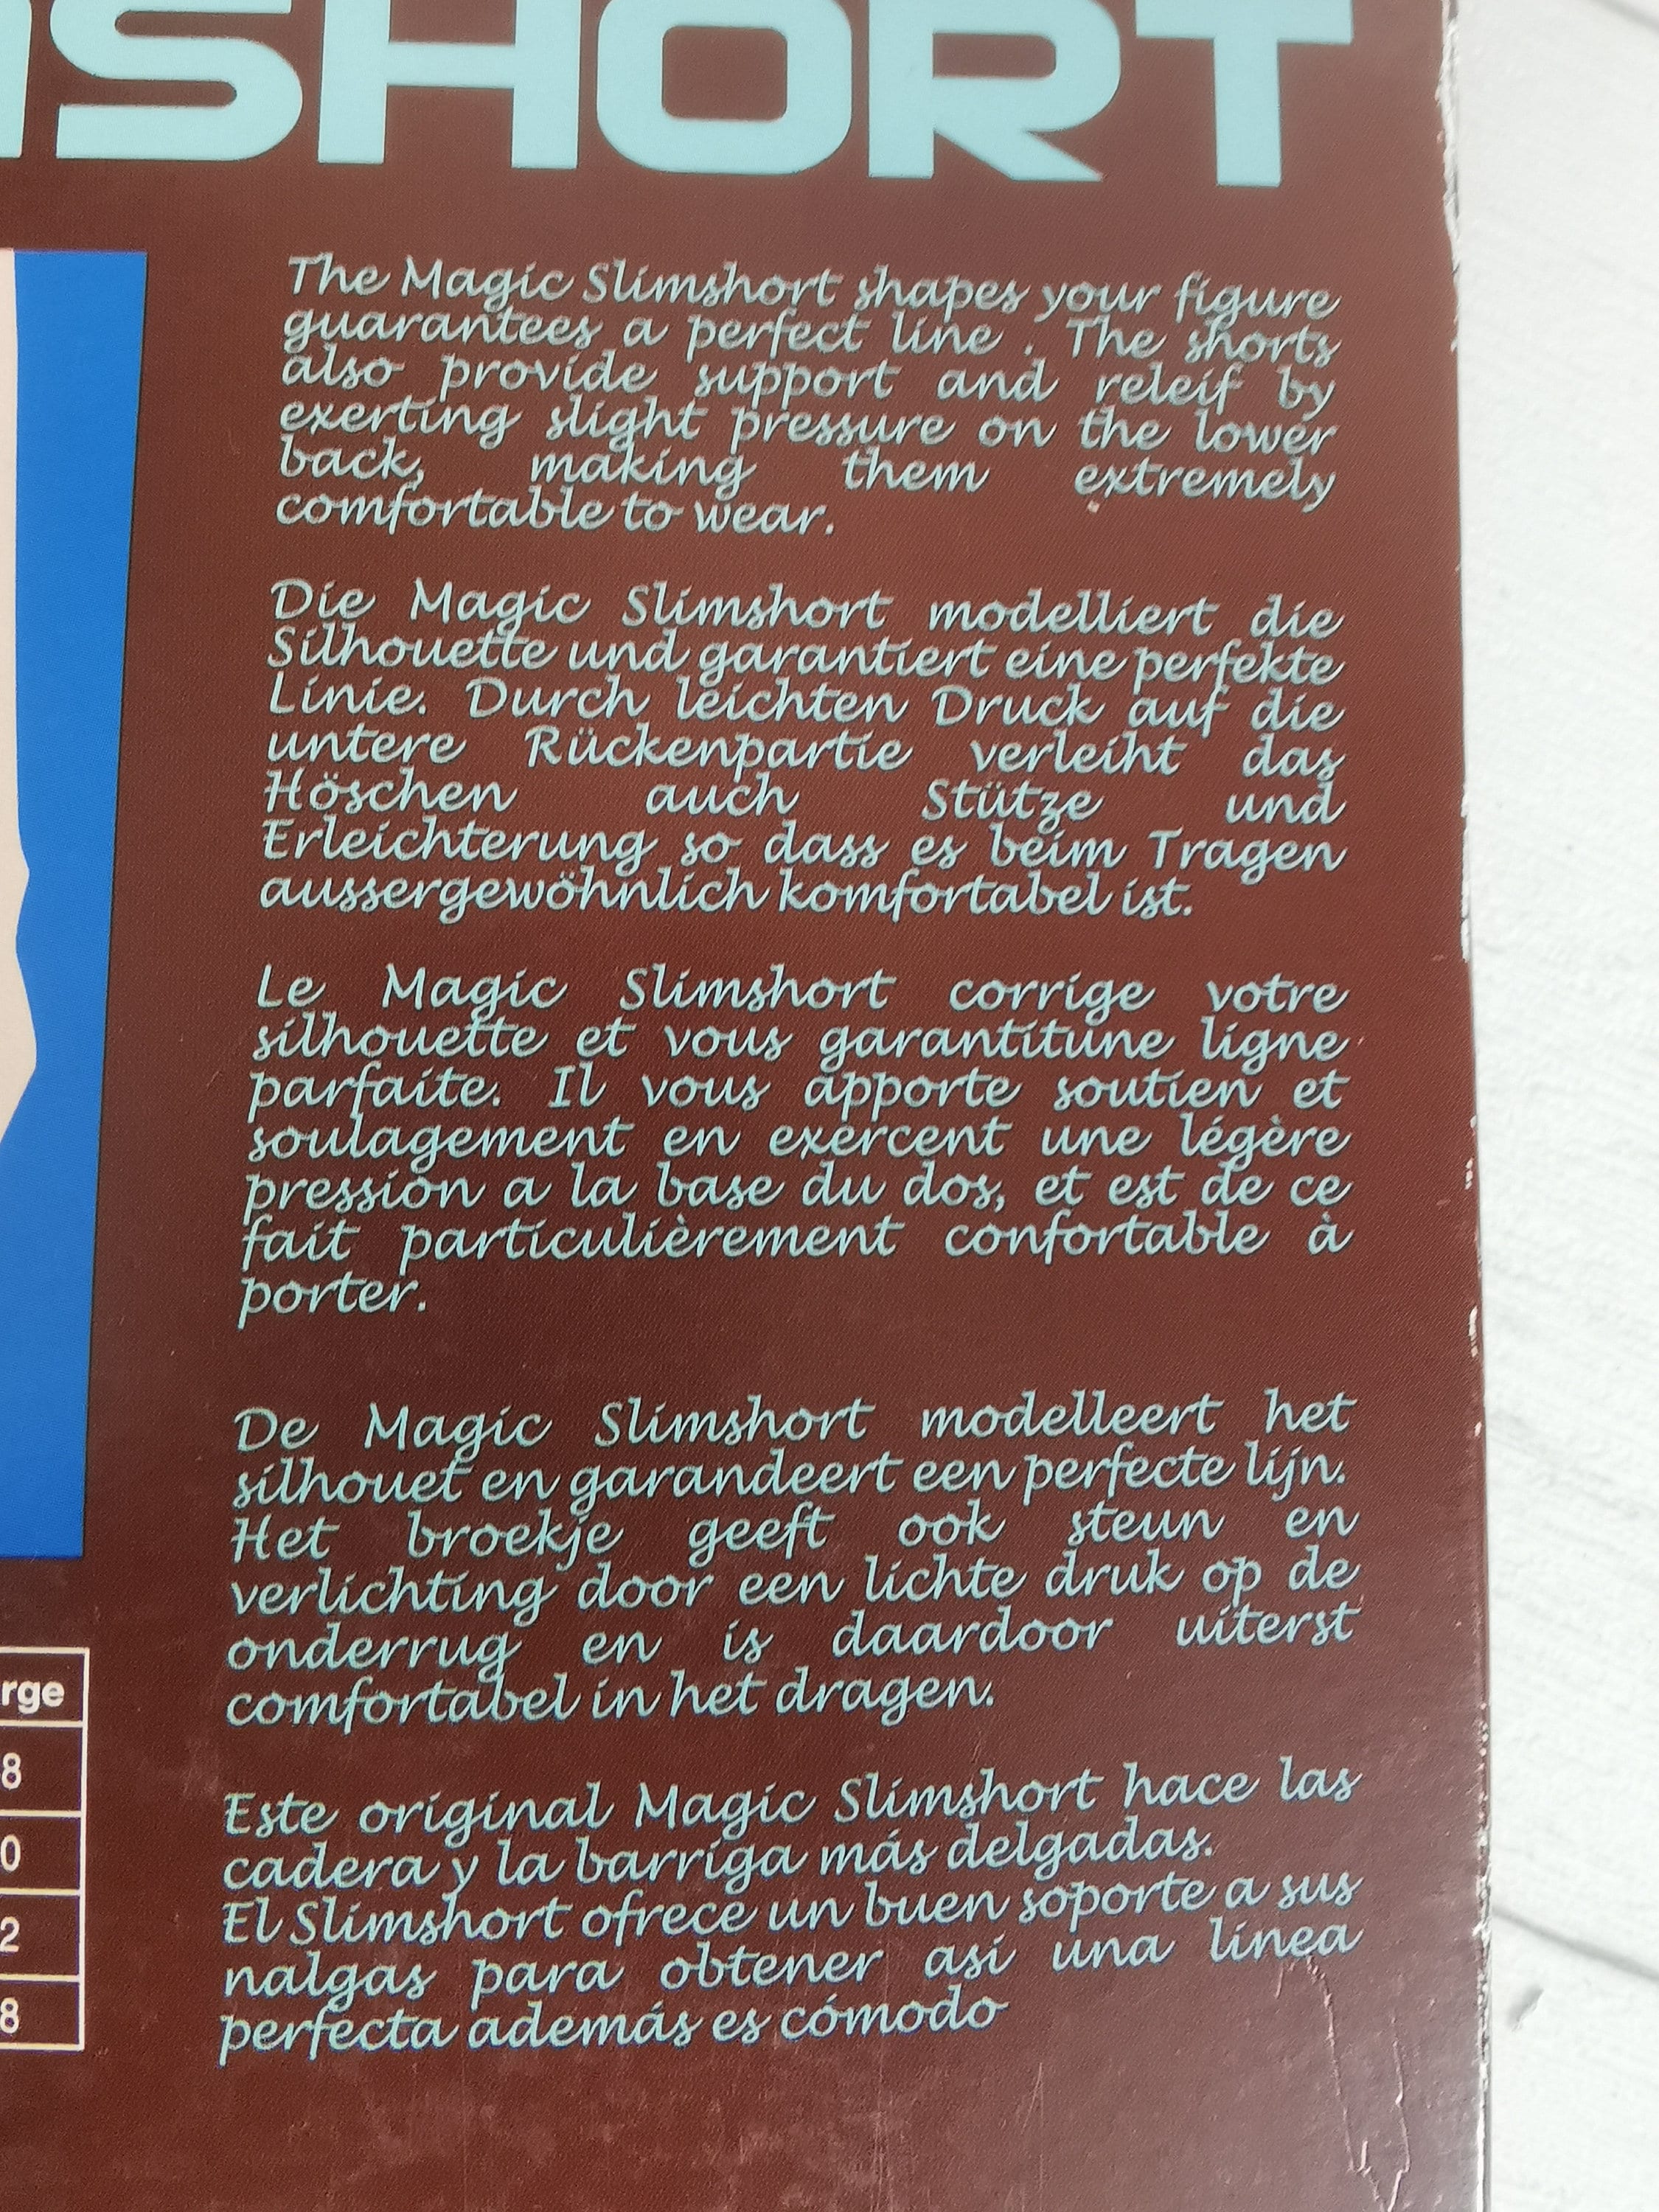 SHORT
The Magic Slimshort shapes your figure
guarantees a perfect line . The shorts
also provide support and releif by
exerting slight pressure on the lower
back, making them extremely
comfortable to wear.
Die Magic Slimshort modelliert die
Silhouette und garantiert eine perfekte
Linie. Durch leichten Druck auf die
untere Rückenpartie verleiht das
Höschen auch Stütze und
Erleichterung so dass es beim Tragen
aussergewöhnlich komfortabel ist.
Le Magic Slimshort corrige votre
silhouette et vous garantitune ligne
parfaite. Il vous apporte soutien et
soulagement en exercent une légère
pression a la base du dos, et est de ce
fait particulièrement confortable à
porter.
De Magic Slimshort modelleert het
silhouet en garandeert een perfecte lijn.
Het broekje geeft ook steun en
verlichting door een lichte druk op de
onderrug en is daardoor uiterst
comfortabel in het dragen.
Este original Magic Slimshort hace las
cadera y la barriga más delgadas.
El Slimshort ofrece un buen soporte a sus
nalgas para obtener asi una linea
perfecta además es cómodo
rge
8
0
2
8